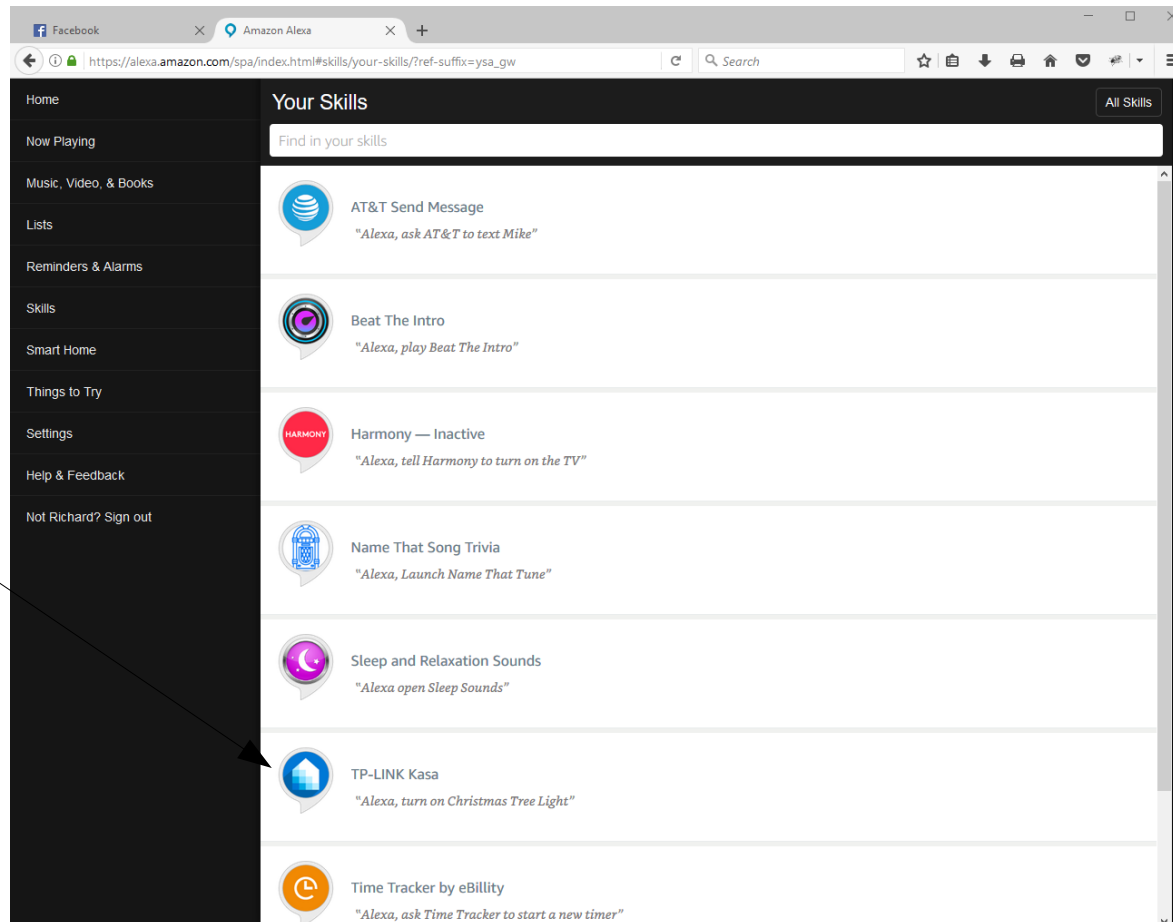 Facebook
Amazon Alexa
https://alexa.amazon.com/spa/index.html#skills/your-skills/?ref-suffix=ysa_gw
Search
Home
Now Playing
Music, Video, & Books
Lists
Reminders & Alarms
Skills
Smart Home
Things to Try
Settings
Help & Feedback
Not Richard? Sign out
Your Skills
All Skills
Find in your skills
AT&T Send Message
"Alexa, ask AT&T to text Mike"
Beat The Intro
"Alexa, play Beat The Intro"
HARMONY
Harmony — Inactive
"Alexa, tell Harmony to turn on the TV"
Name That Song Trivia
"Alexa, Launch Name That Tune"
Sleep and Relaxation Sounds
"Alexa open Sleep Sounds"
TP-LINK Kasa
"Alexa, turn on Christmas Tree Light"
Time Tracker by eBillity
"Alexa, ask Time Tracker to start a new timer"